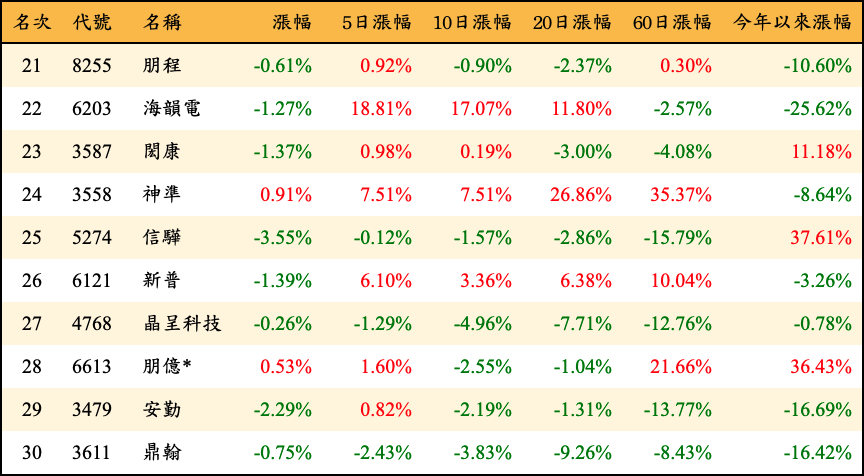 名次 代號 名稱 漲幅 5日漲幅 10日漲幅 20日漲幅 60日漲幅 今年以來漲幅
21 8255 朋程 -0.61% 0.92% -0.90% -2.37% 0.30% -10.60%
22 6203 海韻電 -1.27% 18.81% 17.07% 11.80% -2.57% -25.62%
23 3587 閎康 -1.37% 0.98% 0.19% -3.00% -4.08% 11.18%
24 3558 神準 0.91% 7.51% 7.51% 26.86% 35.37% -8.64%
25 5274 信驊 -3.55% -0.12% -1.57% -2.86% -15.79% 37.61%
26 6121 新普 -1.39% 6.10% 3.36% 6.38% 10.04% -3.26%
27 4768 晶呈科技 -0.26% -1.29% -4.96% -7.71% -12.76% -0.78%
28 6613 朋億* 0.53% 1.60% -2.55% -1.04% 21.66% 36.43%
29 3479 安勤 -2.29% 0.82% -2.19% -1.31% -13.77% -16.69%
30 3611 鼎翰 -0.75% -2.43% -3.83% -9.26% -8.43% -16.42%